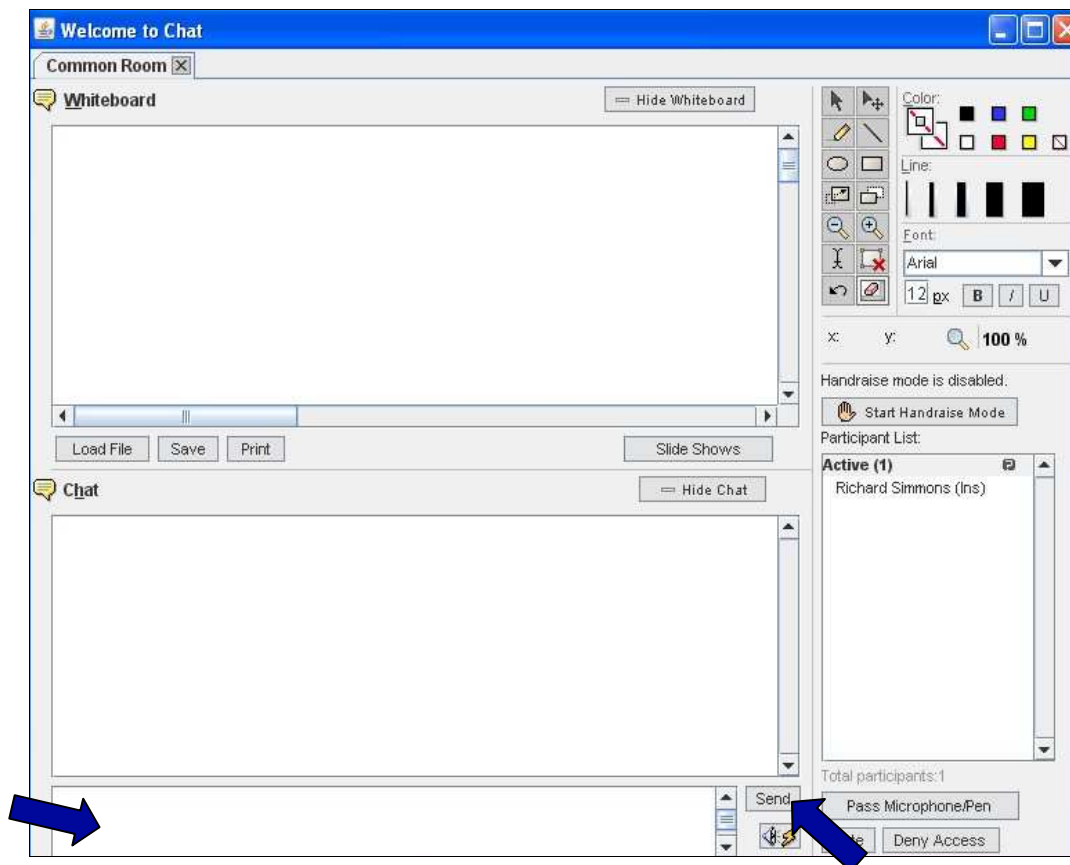 Welcome to Chat
Common Room
Whiteboard
Hide Whiteboard
Color:
Line:
Font:
Arial
12 px B I U
x: y: 100 %
Handraise mode is disabled.
Start Handraise Mode
Participant List:
Load File Save Print Slide Shows
Active (1)
Richard Simmons (Ins)
Chat
Hide Chat
Total participants:1
Send
Pass Microphone/Pen
Deny Access